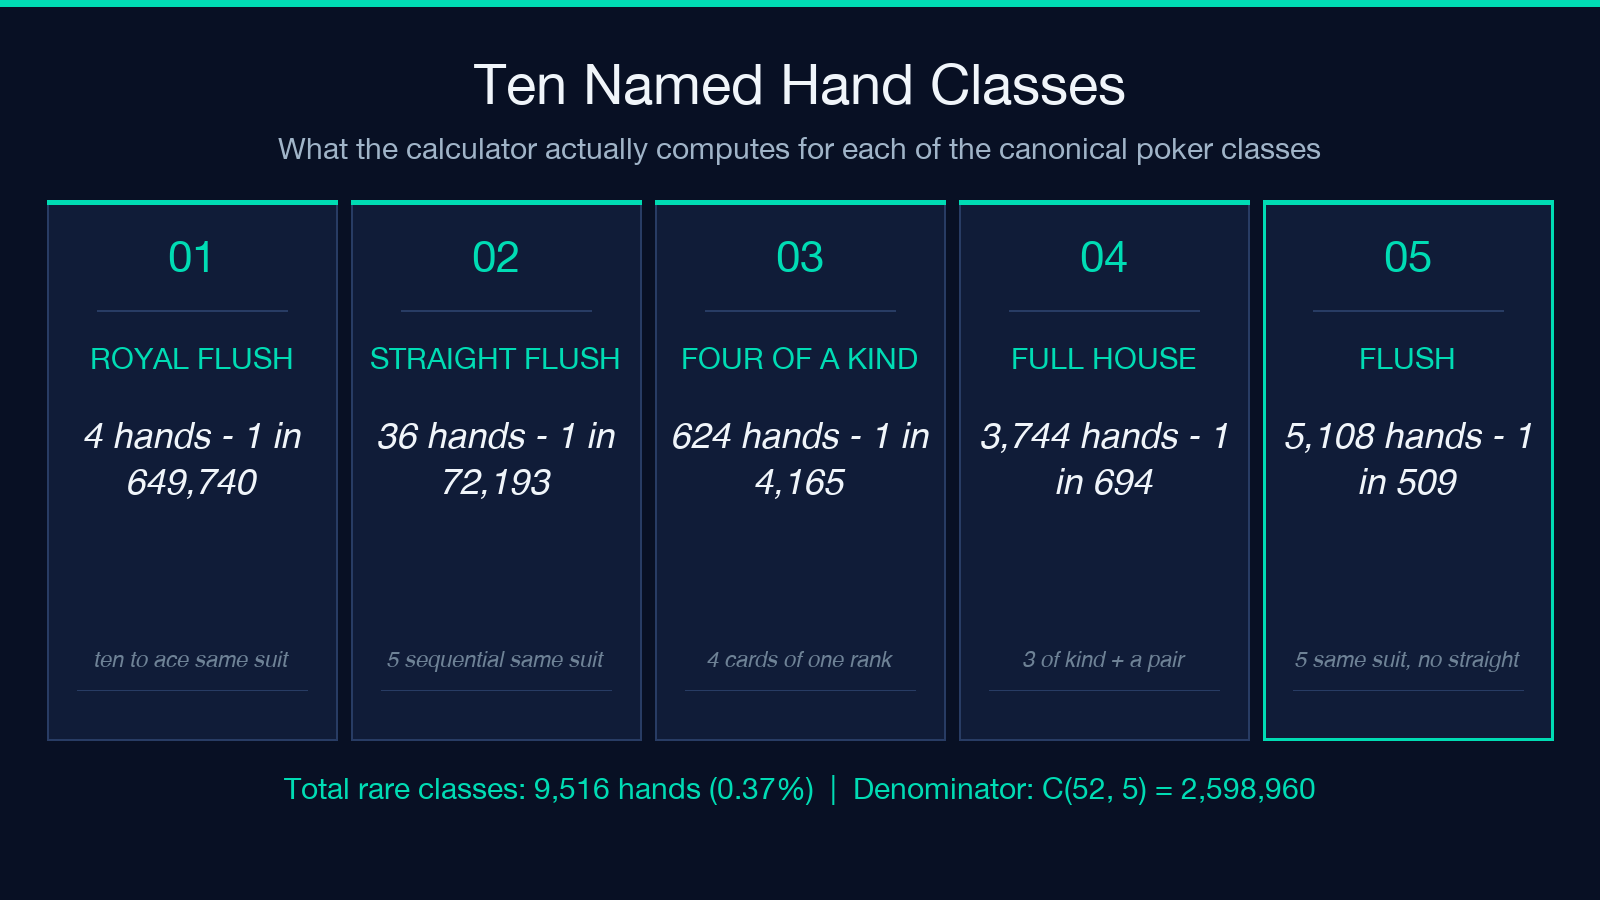 Ten Named Hand Classes
What the calculator actually computes for each of the canonical poker classes
01
ROYAL FLUSH
4 hands - 1 in
649,740
ten to ace same suit
02
STRAIGHT FLUSH
36 hands - 1 in
72,193
5 sequential same suit
03
FOUR OF A KIND
624 hands - 1 in
4,165
4 cards of one rank
04
FULL HOUSE
3,744 hands - 1
in 694
3 of kind + a pair
05
FLUSH
5,108 hands - 1
in 509
5 same suit, no straight
Total rare classes: 9,516 hands (0.37%) | Denominator: C(52, 5) = 2,598,960